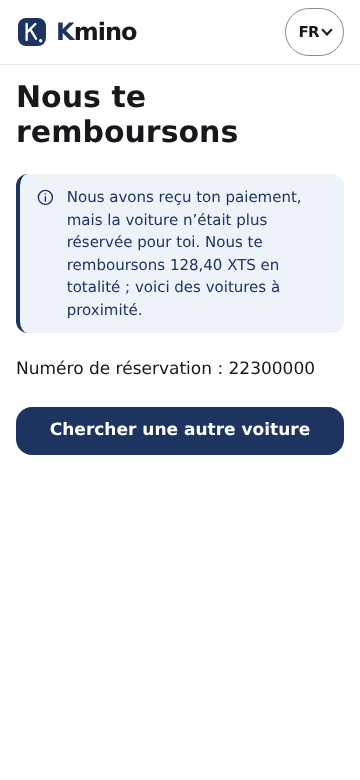 Kmino
FR
Nous te
remboursons
Nous avons reçu ton paiement,
mais la voiture n’était plus
réservée pour toi. Nous te
remboursons 128,40 XTS en
totalité ; voici des voitures à
proximité.
Numéro de réservation : 22300000
Chercher une autre voiture